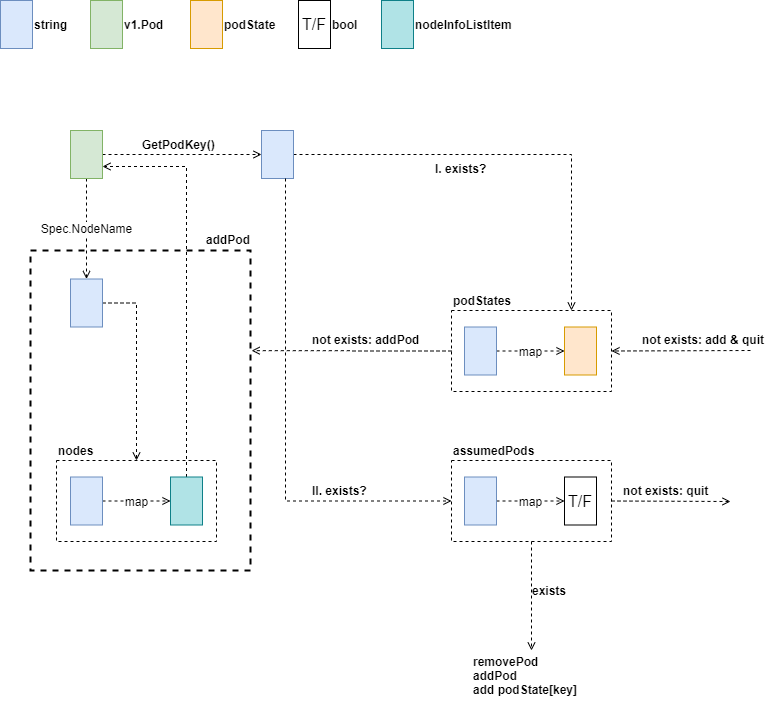 string
v1.Pod
podState
T/F
bool
nodeInfoListItem
GetPodKey()
I. exists?
Spec.NodeName
addPod
podStates
not exists: addPod
map
not exists: add & quit
nodes
map
II. exists?
assumedPods
map
T/F
not exists: quit
exists
removePod
addPod
add podState[key]